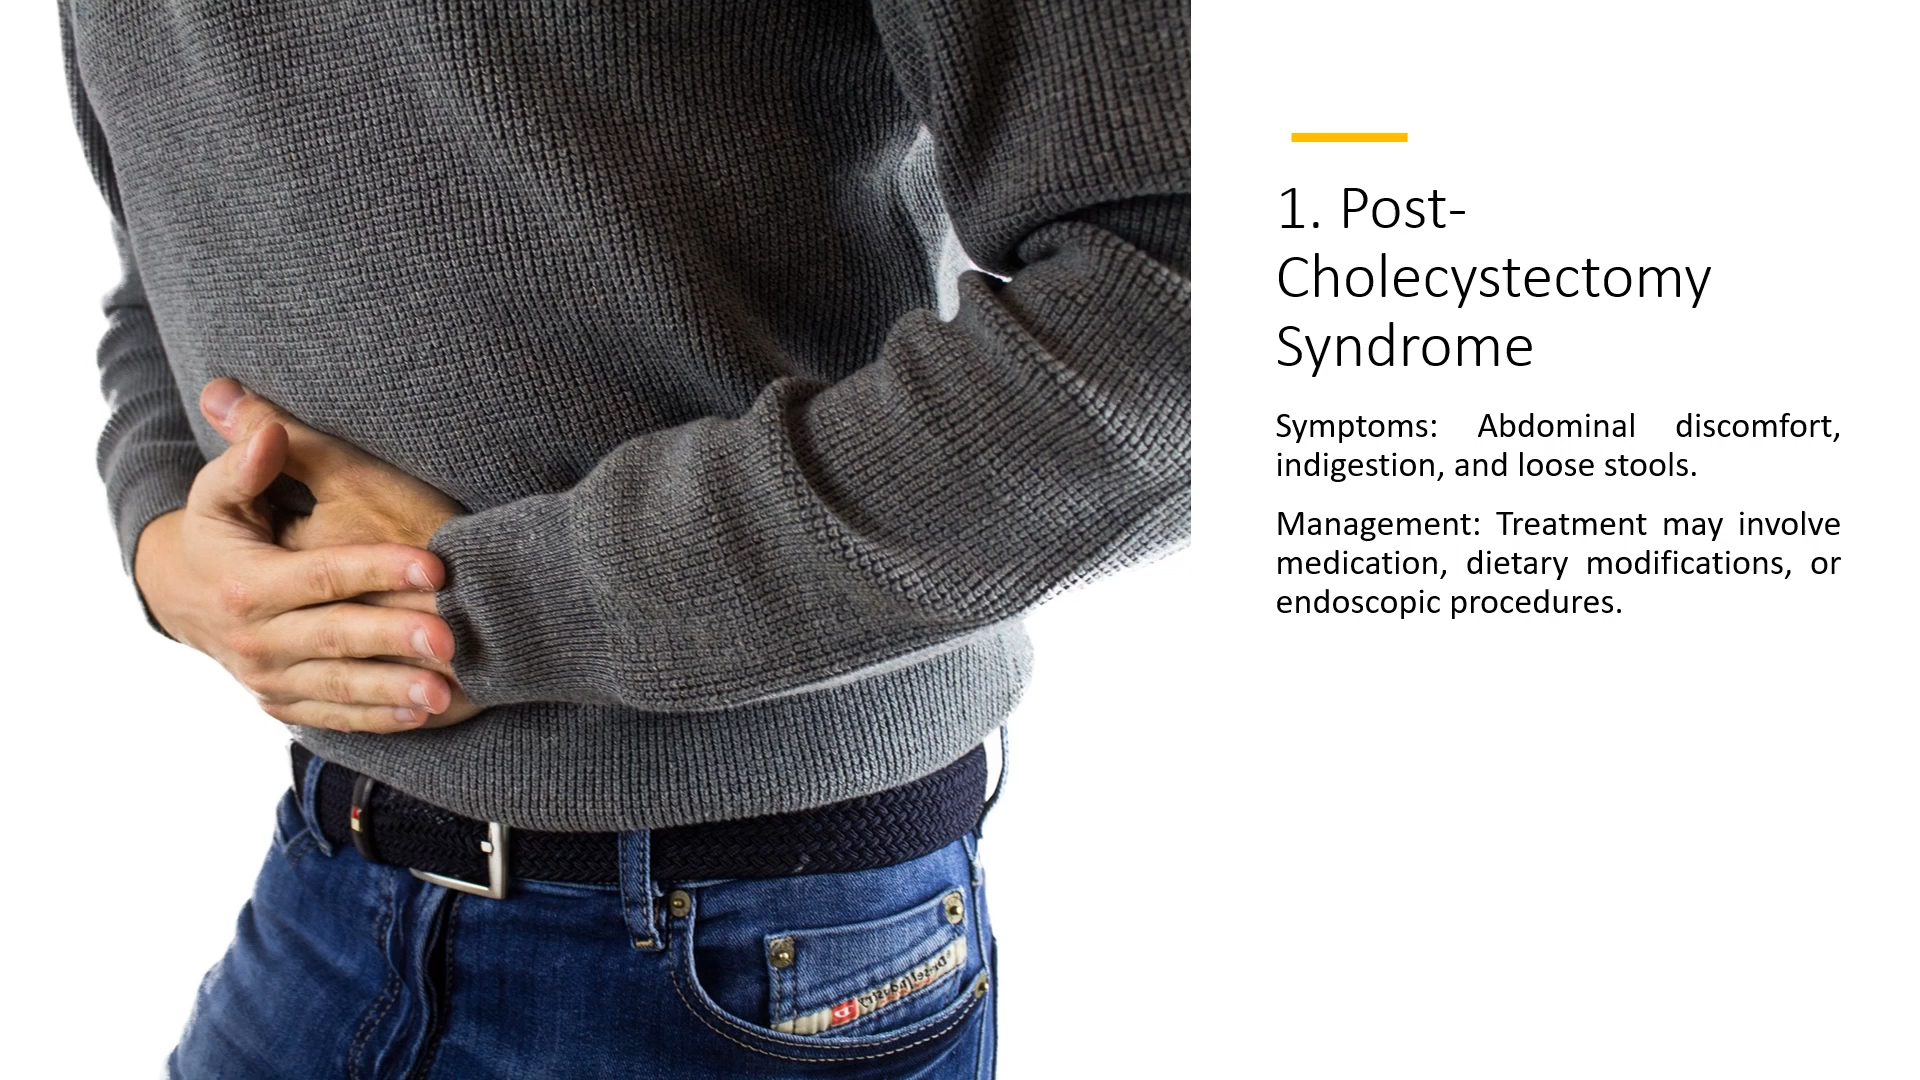 1. Post-
Cholecystectomy
Syndrome
Symptoms: Abdominal discomfort,
indigestion, and loose stools.
Management: Treatment may involve
medication, dietary modifications, or
endoscopic procedures.